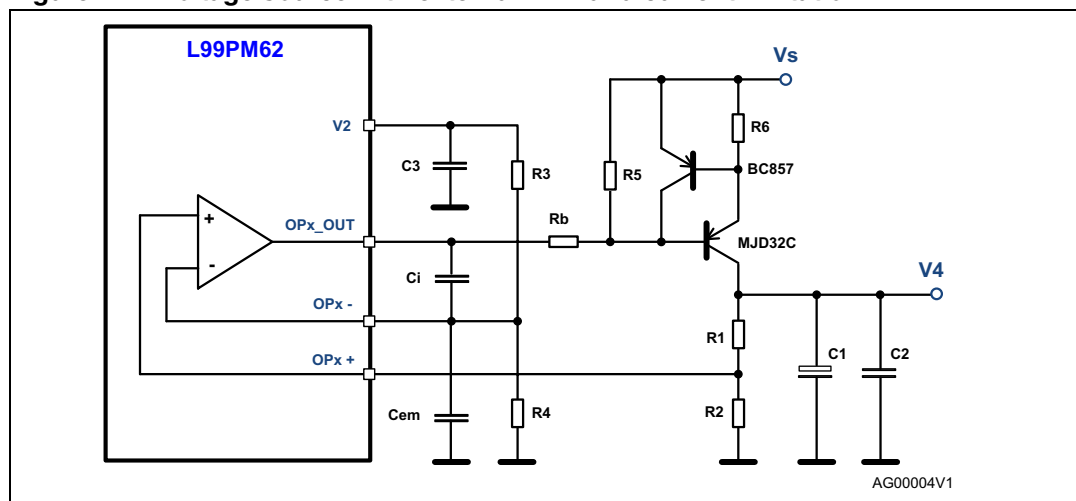 L99PM62
Vs
V2
R6
C3
R3
R5
BC857
OPx_OUT
Rb
+
-
MJD32C
V4
Ci
OPx -
R1
C1
C2
OPx +
Cem
R4
R2
AG00004V1